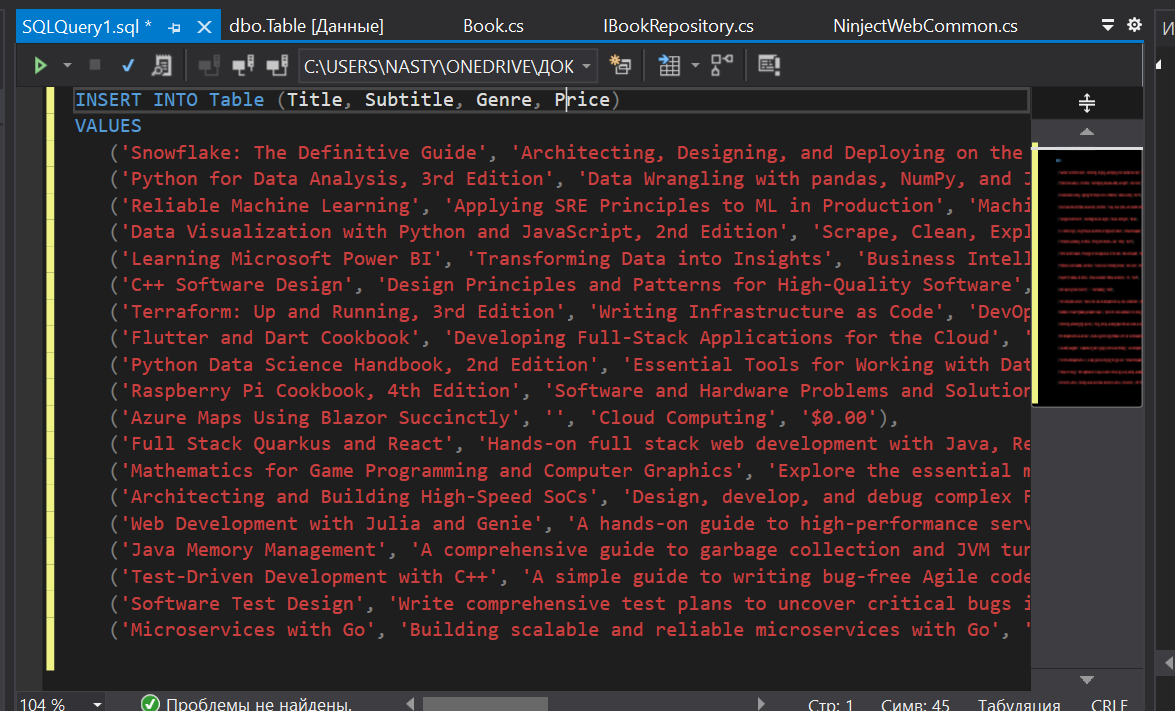 SQLQuery1.sql * dbo.Table [Данные] Book.cs IBookRepository.cs NinjectWebCommon.cs
C:\USERS\NASTY\ONEDRIVE\ДОК
INSERT INTO Table (Title, Subtitle, Genre, Price)
VALUES
('Snowflake: The Definitive Guide', 'Architecting, Designing, and Deploying on the
('Python for Data Analysis, 3rd Edition', 'Data Wrangling with pandas, NumPy, and
('Reliable Machine Learning', 'Applying SRE Principles to ML in Production', 'Machi
('Data Visualization with Python and JavaScript, 2nd Edition', 'Scrape, Clean, Expl
('Learning Microsoft Power BI', 'Transforming Data into Insights', 'Business Intell
('C++ Software Design', 'Design Principles and Patterns for High-Quality Software',
('Terraform: Up and Running, 3rd Edition', 'Writing Infrastructure as Code', 'DevOp
('Flutter and Dart Cookbook', 'Developing Full-Stack Applications for the Cloud', '
('Python Data Science Handbook, 2nd Edition', 'Essential Tools for Working with Dat
('Raspberry Pi Cookbook, 4th Edition', 'Software and Hardware Problems and Solution
('Azure Maps Using Blazor Succinctly', '', 'Cloud Computing', '$0.00'),
('Full Stack Quarkus and React', 'Hands-on full stack web development with Java, Re
('Mathematics for Game Programming and Computer Graphics', 'Explore the essential m
('Architecting and Building High-Speed SoCs', 'Design, develop, and debug complex F
('Web Development with Julia and Genie', 'A hands-on guide to high-performance serv
('Java Memory Management', 'A comprehensive guide to garbage collection and JVM tun
('Test-Driven Development with C++', 'A simple guide to writing bug-free Agile code
('Software Test Design', 'Write comprehensive test plans to uncover critical bugs i
('Microservices with Go', 'Building scalable and reliable microservices with Go', '
104 % Проблемы не найдены. Стр: 1 Симв: 45 Табуляция CRLF